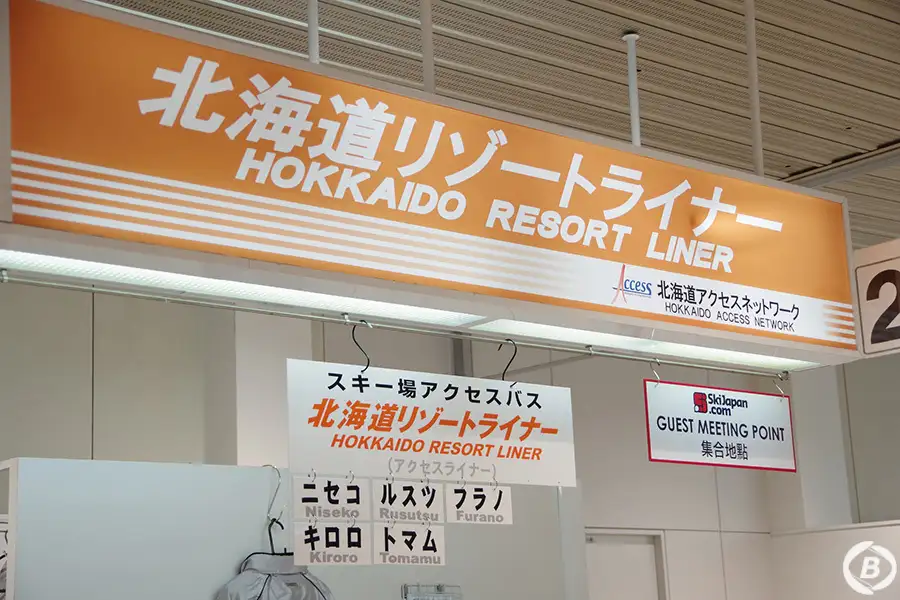 北海道リゾートライナー
HOKKAIDO RESORT LINER
Access 北海道アクセスネットワーク
HOKKAIDO ACCESS NETWORK
2
スキー場アクセスバス
北海道リゾートライナー
HOKKAIDO RESORT LINER
(アクセスライナー)
ニセコ ルスツ フラノ
Niseko Rusutsu Furano
キロロ トマム
Kiroro Tomamu
SkiJapan
.com
GUEST MEETING POINT
集合地點
B